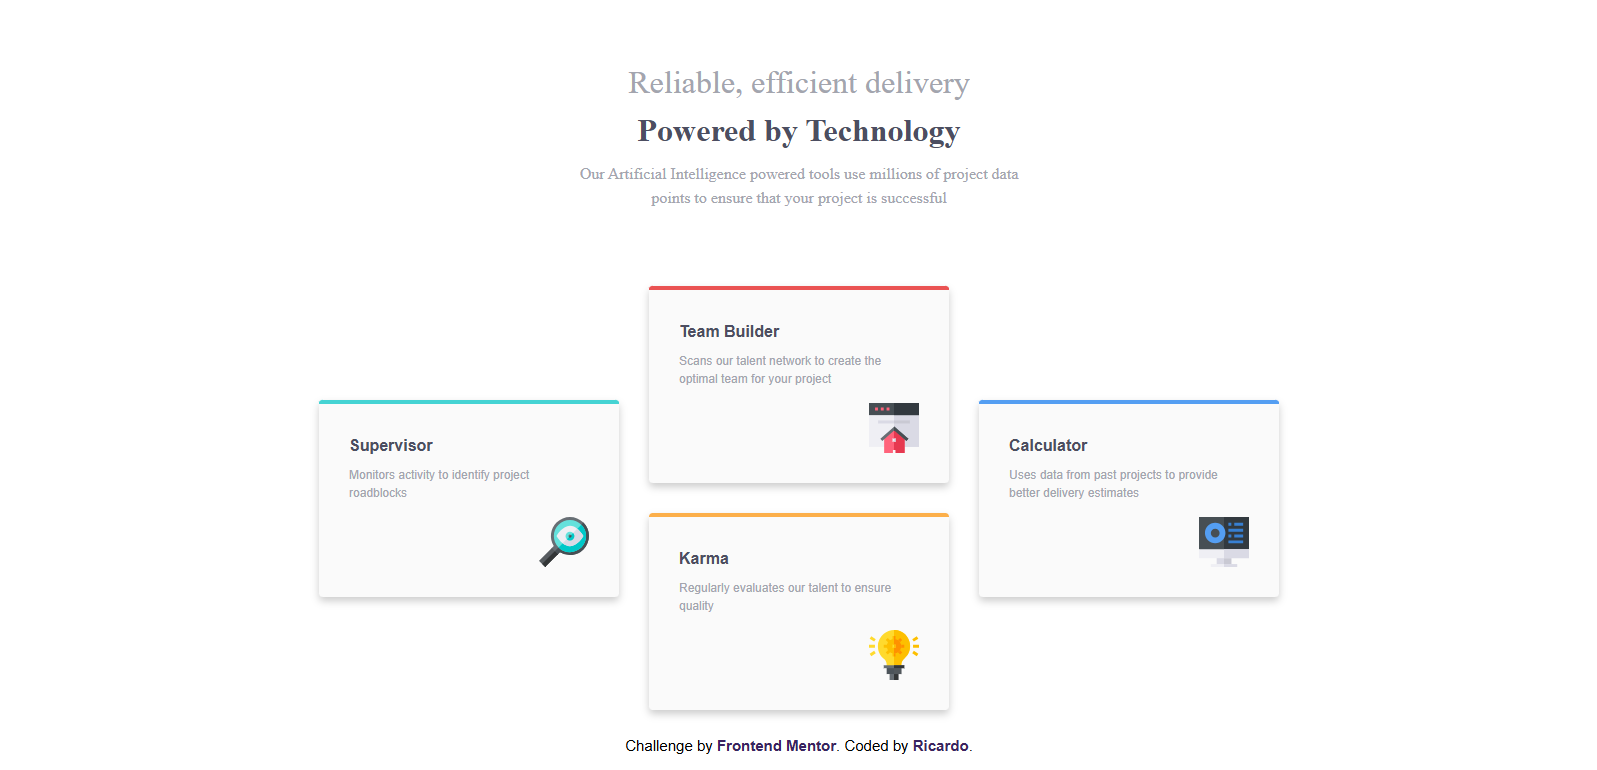 Reliable, efficient delivery
Powered by Technology
Our Artificial Intelligence powered tools use millions of project data
points to ensure that your project is successful
Team Builder
Scans our talent network to create the
optimal team for your project
Supervisor
Monitors activity to identify project
roadblocks
Calculator
Uses data from past projects to provide
better delivery estimates
Karma
Regularly evaluates our talent to ensure
quality
Challenge by Frontend Mentor. Coded by Ricardo.